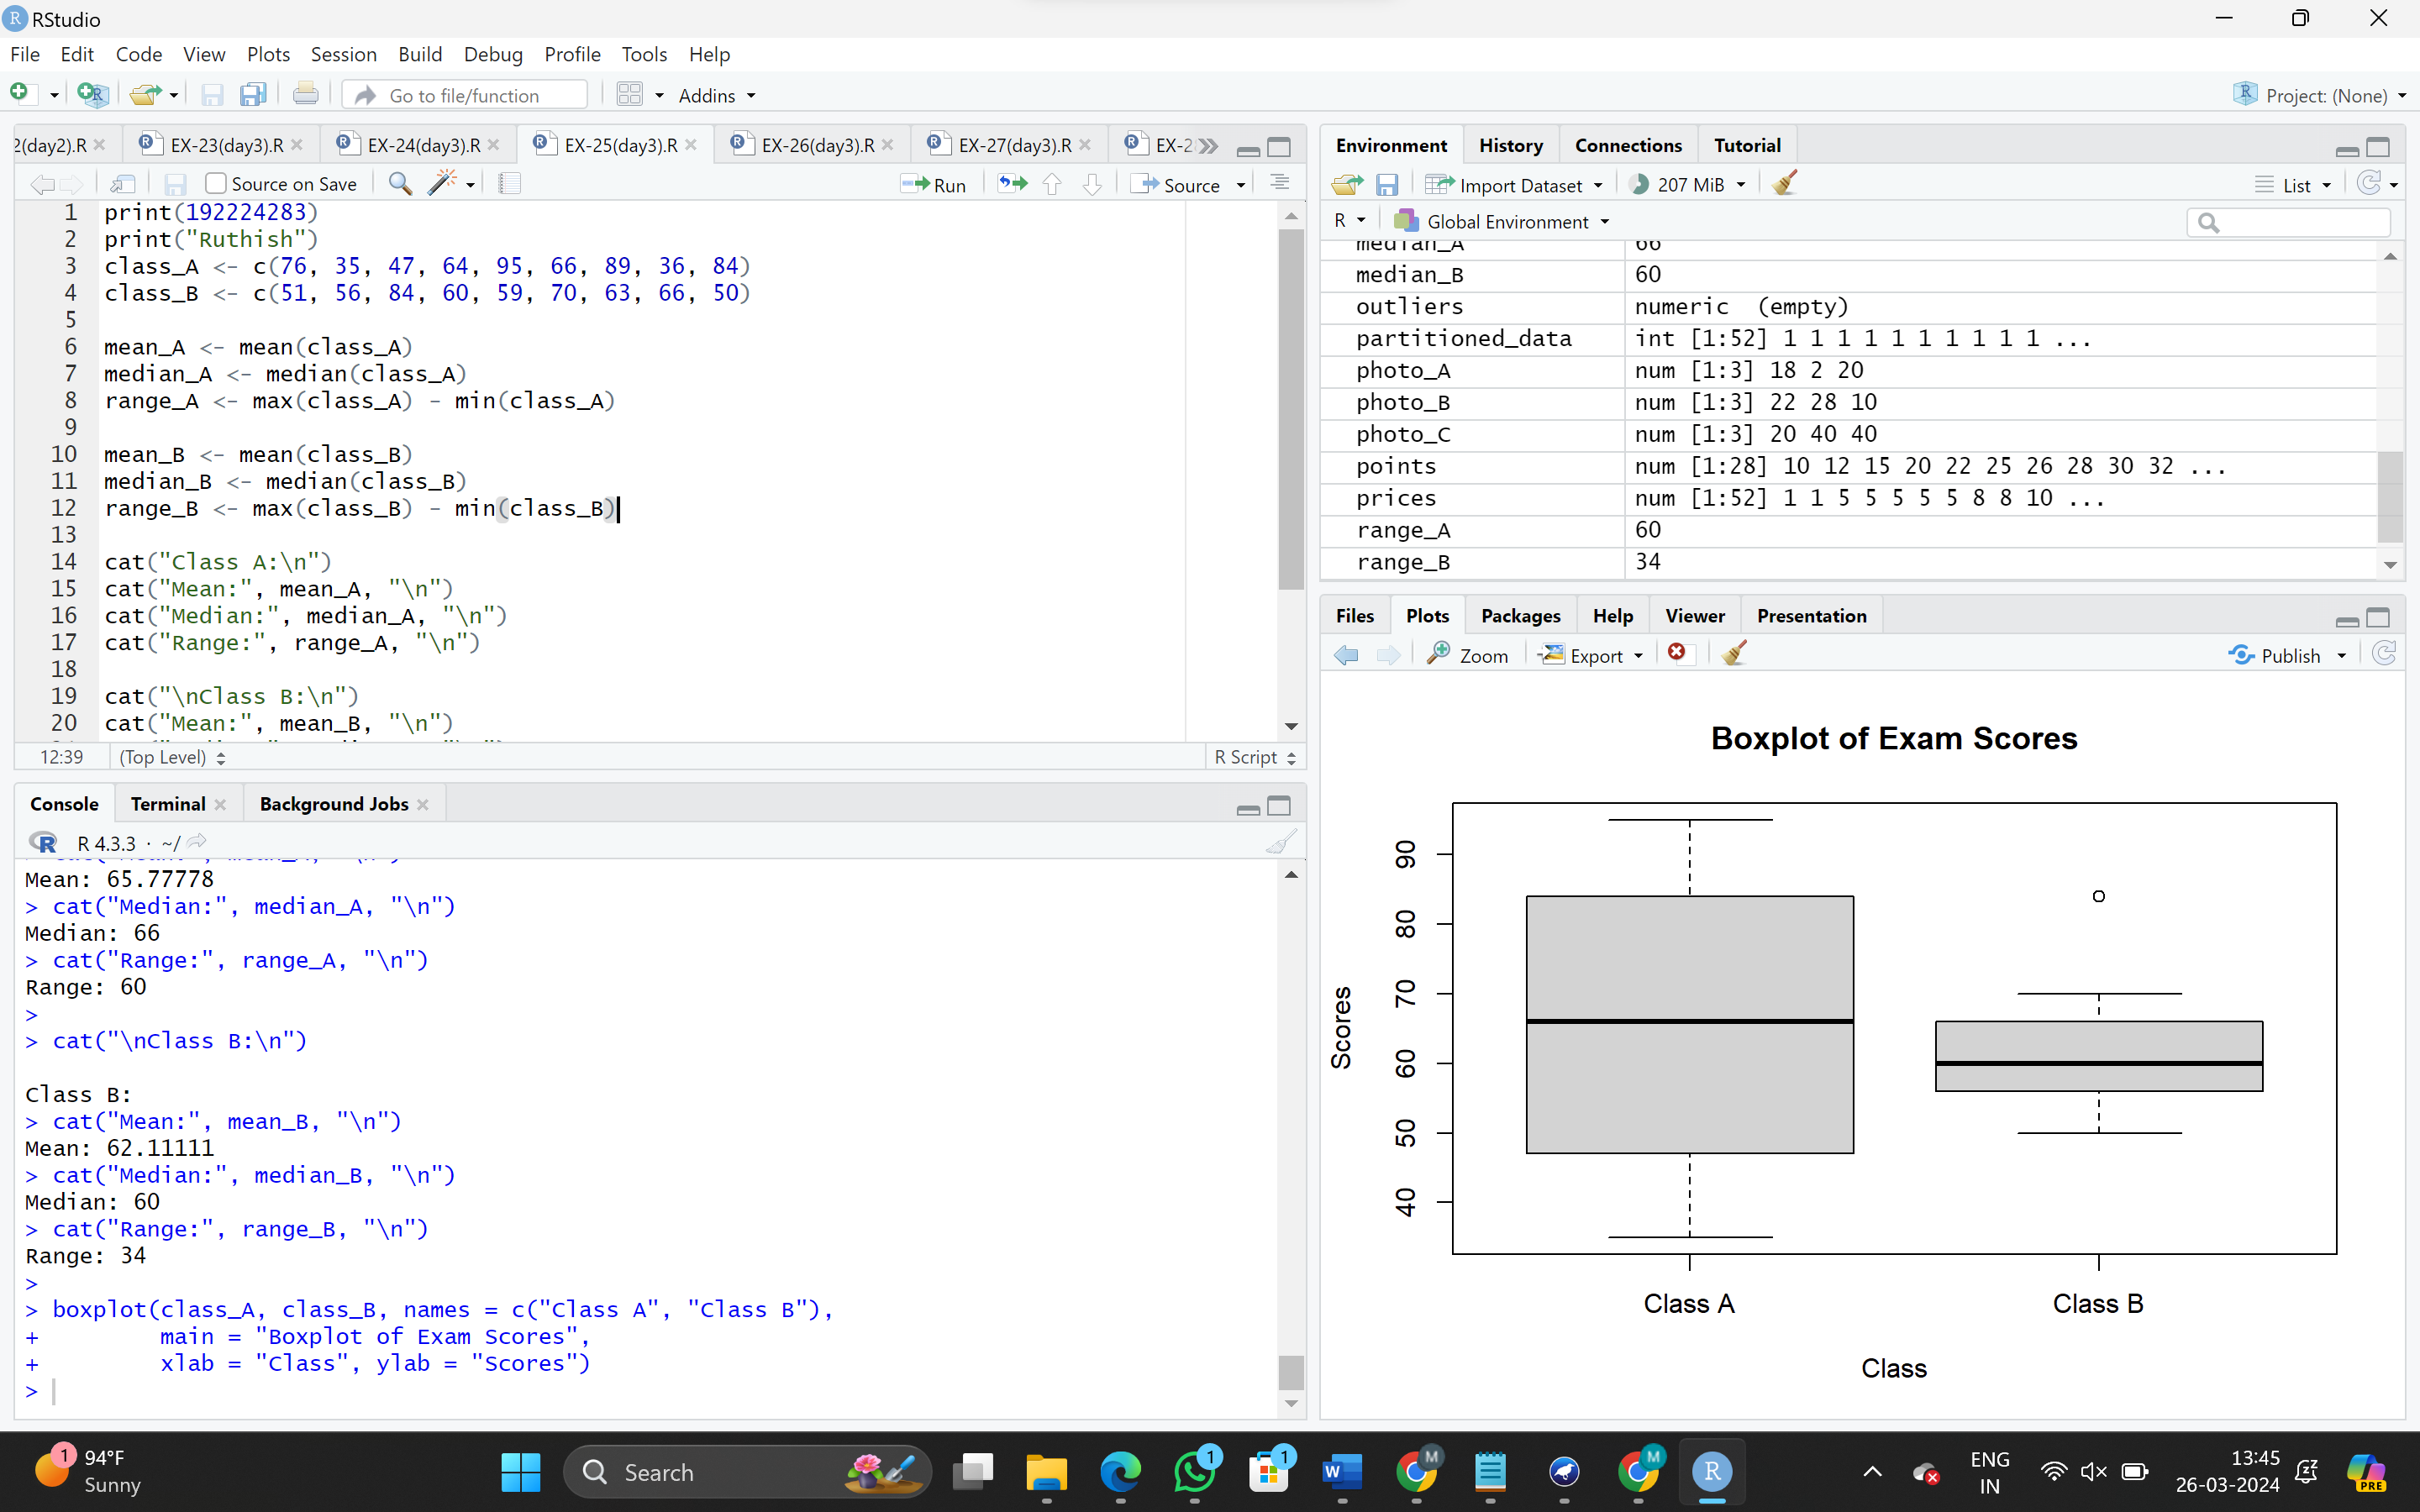 RStudio
File Edit Code View Plots Session Build Debug Profile Tools Help
Go to file/function Addins Project: (None)
2(day2).R EX-23(day3).R EX-24(day3).R EX-25(day3).R EX-26(day3).R EX-27(day3).R EX-2
Source on Save Run Source
1 print(192224283)
2 print("Ruthish")
3 class_A <- c(76, 35, 47, 64, 95, 66, 89, 36, 84)
4 class_B <- c(51, 56, 84, 60, 59, 70, 63, 66, 50)
5
6 mean_A <- mean(class_A)
7 median_A <- median(class_A)
8 range_A <- max(class_A) - min(class_A)
9
10 mean_B <- mean(class_B)
11 median_B <- median(class_B)
12 range_B <- max(class_B) - min(class_B)
13
14 cat("Class A:\n")
15 cat("Mean:", mean_A, "\n")
16 cat("Median:", median_A, "\n")
17 cat("Range:", range_A, "\n")
18
19 cat("\nClass B:\n")
20 cat("Mean:", mean_B, "\n")
12:39 (Top Level) R Script
Console Terminal Background Jobs
R 4.3.3 · ~/
Mean: 65.77778
> cat("Median:", median_A, "\n")
Median: 66
> cat("Range:", range_A, "\n")
Range: 60
>
> cat("\nClass B:\n")
Class B:
> cat("Mean:", mean_B, "\n")
Mean: 62.11111
> cat("Median:", median_B, "\n")
Median: 60
> cat("Range:", range_B, "\n")
Range: 34
>
> boxplot(class_A, class_B, names = c("Class A", "Class B"),
+ main = "Boxplot of Exam Scores",
+ xlab = "Class", ylab = "Scores")
>
Environment History Connections Tutorial
Import Dataset 207 MiB List
R Global Environment
median_A 66
median_B 60
outliers numeric (empty)
partitioned_data int [1:52] 1 1 1 1 1 1 1 1 1 1 ...
photo_A num [1:3] 18 2 20
photo_B num [1:3] 22 28 10
photo_C num [1:3] 20 40 40
points num [1:28] 10 12 15 20 22 25 26 28 30 32 ...
prices num [1:52] 1 1 5 5 5 5 5 8 8 10 ...
range_A 60
range_B 34
Files Plots Packages Help Viewer Presentation
Zoom Export Publish
Boxplot of Exam Scores
Scores
90
80
70
60
50
40
Class A Class B
Class
1 94°F
Sunny
Search
1 1 W M M R
ENG
IN
13:45
26-03-2024
PRE